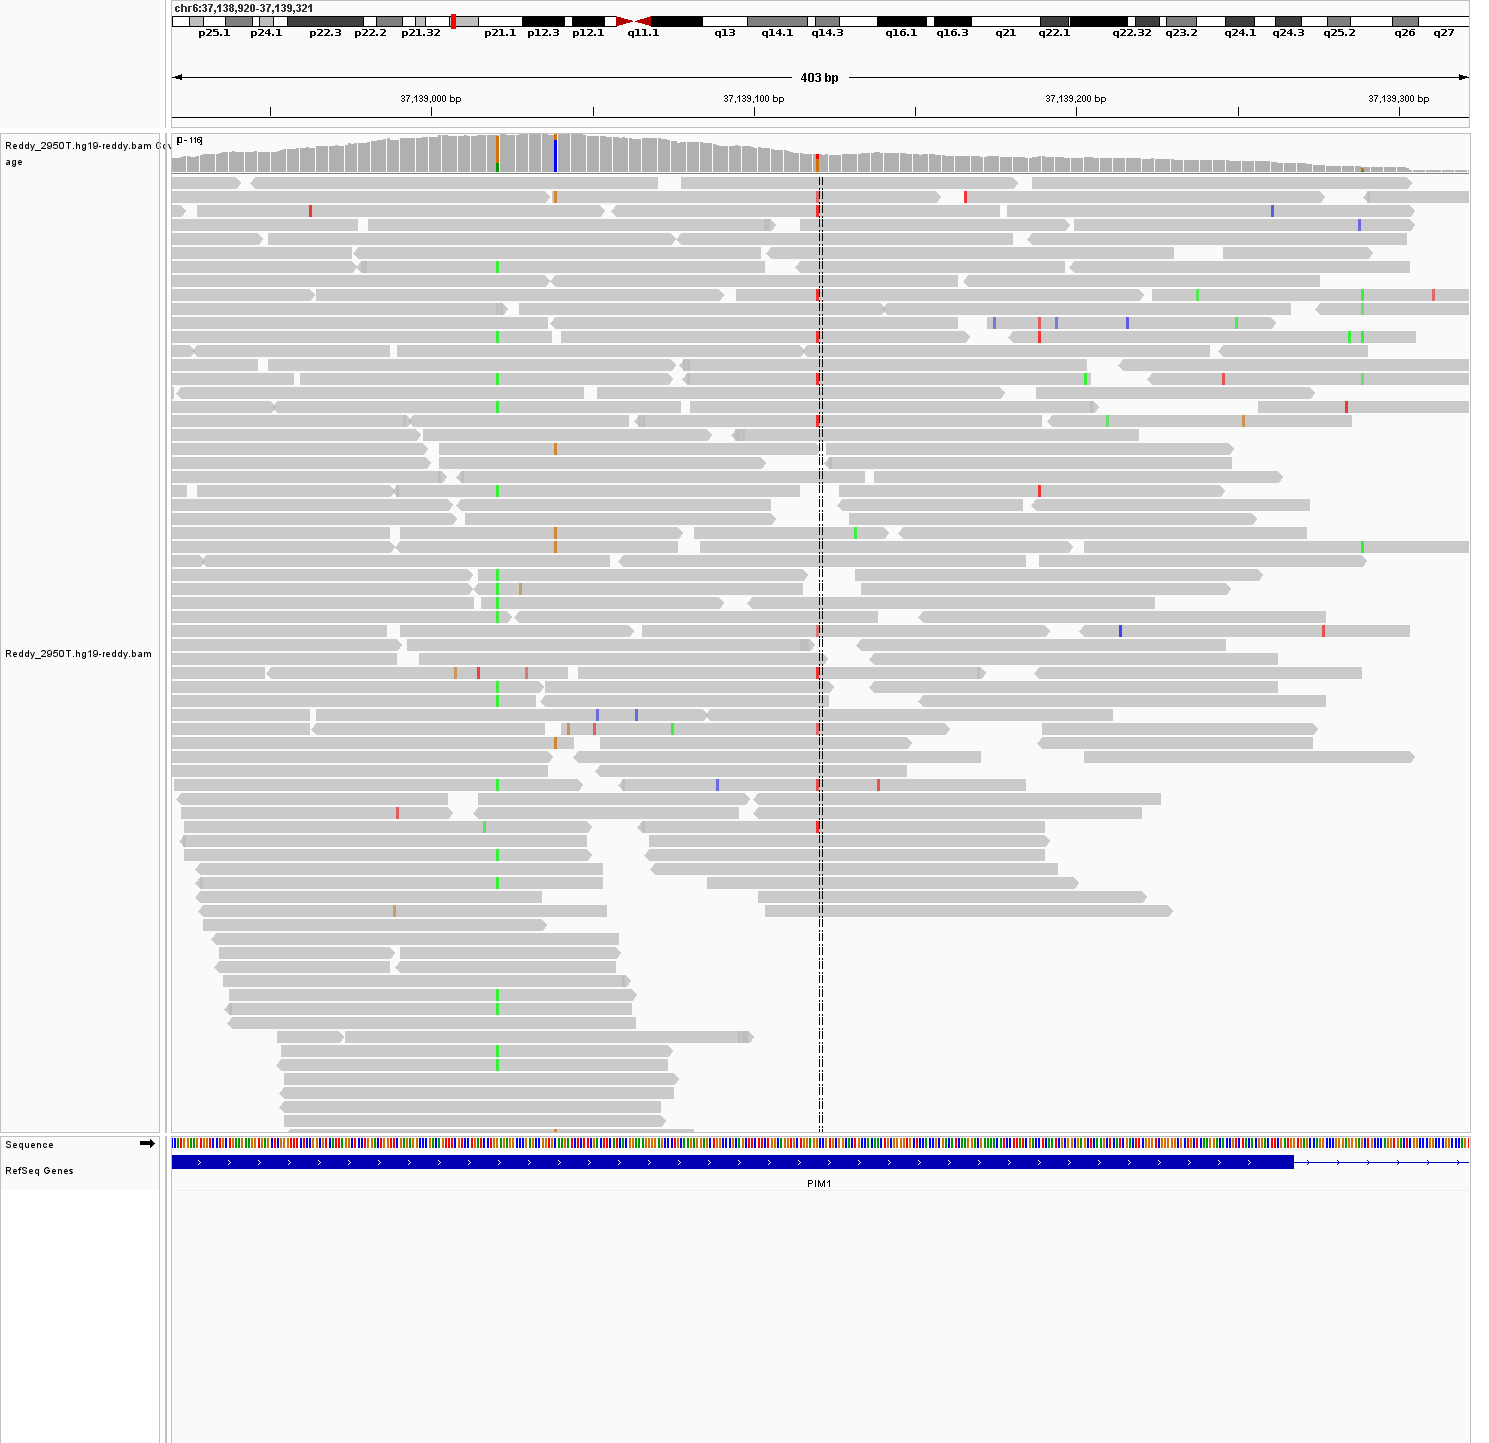 chr6:37,138,920-37,139,321
p25.1 p24.1 p22.3 p22.2 p21.32 p21.1 p12.3 p12.1 q11.1 q13 q14.1 q14.3 q16.1 q16.3 q21 q22.1 q22.32 q23.2 q24.1 q24.3 q25.2 q26 q27
403 bp
37,139,000 bp 37,139,100 bp 37,139,200 bp 37,139,300 bp
[0 - 116]
Reddy_2950T.hg19-reddy.bam Cov
age
Reddy_2950T.hg19-reddy.bam
Sequence
RefSeq Genes
PIM1